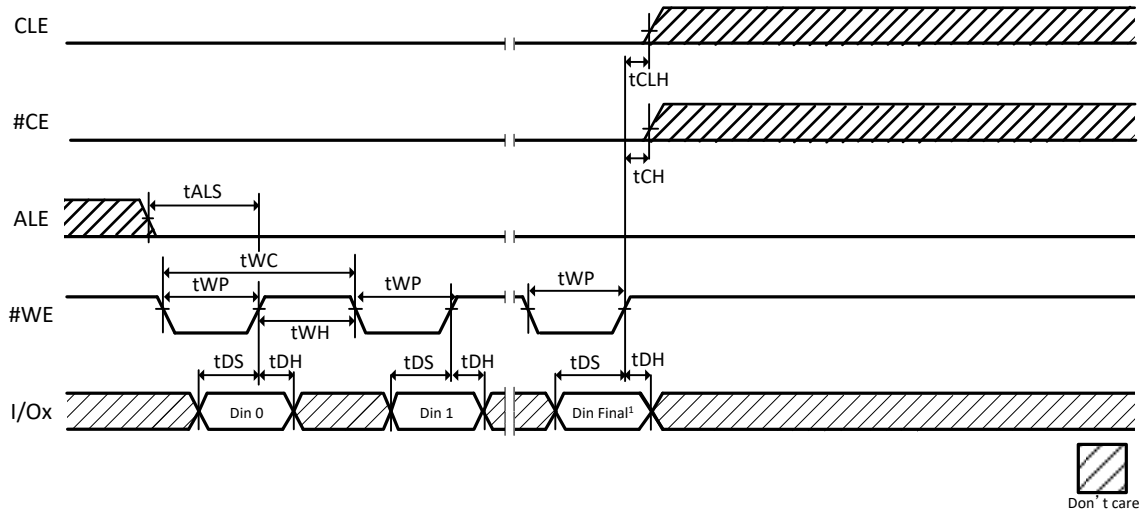 CLE
tCLH
#CE
tCH
tALS
ALE
tWC
tWP
tWP
tWP
#WE
tWH
tDS
tDH
tDS
tDH
tDS
tDH
I/Ox
Din 0
Din 1
Din Final¹
Don’t care